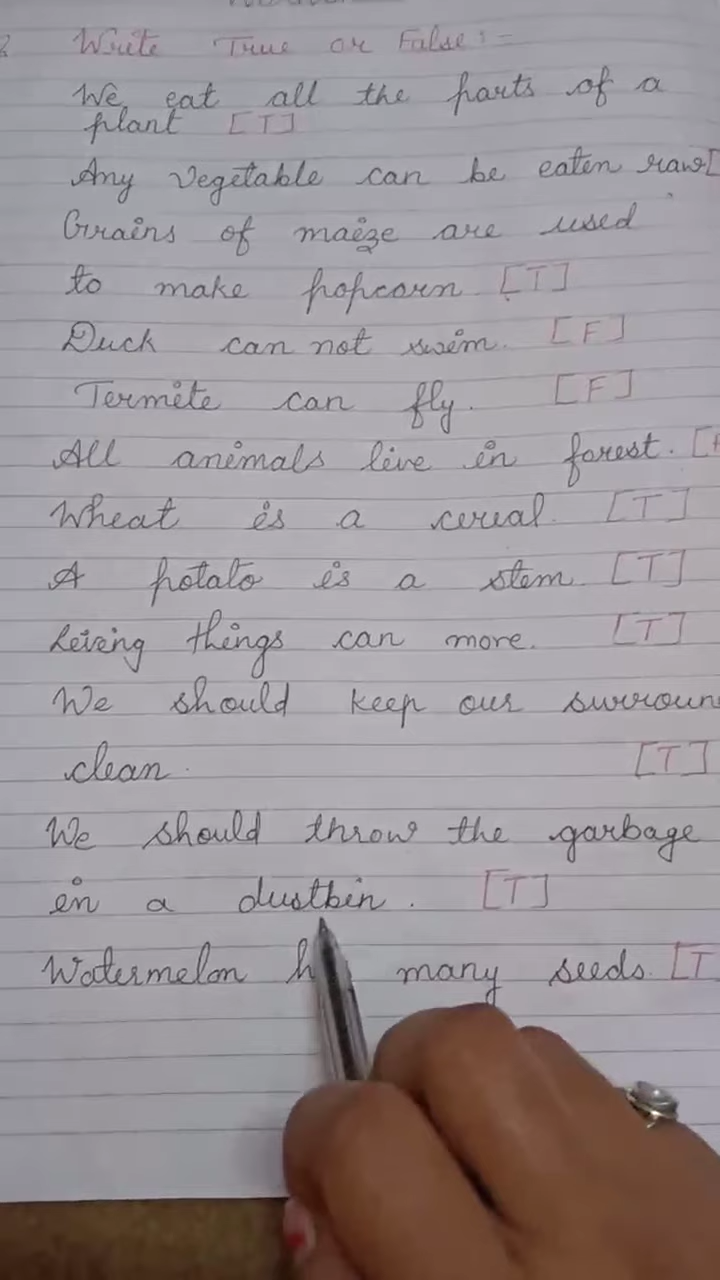 Write True or False:-
We eat all the parts of a
plant [T]
Any vegetable can be eaten raw [
Grains of maize are used
to make popcorn [T]
Duck can not swim. [F]
Termite can fly. [F]
All animals live in forest. [
Wheat is a cereal. [T]
A potato is a stem [T]
Living things can more. [T]
We should keep our surroun
clean. [T]
We should throw the garbage
in a dustbin. [T]
Watermelon many seeds. [T